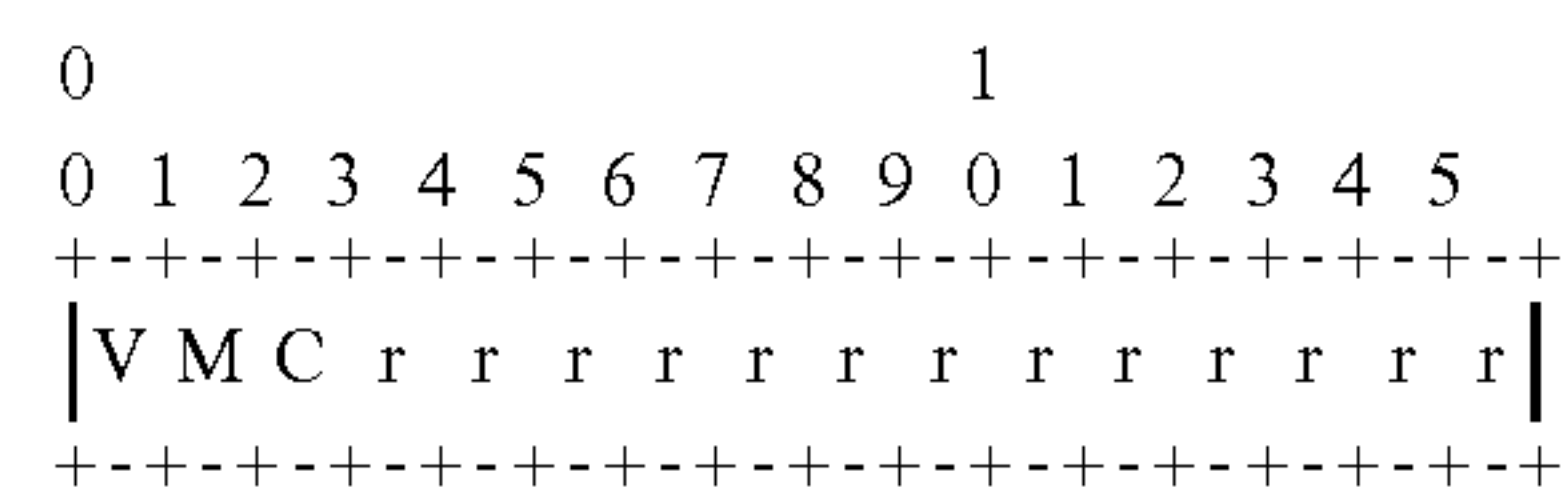 0                   1
0 1 2 3 4 5 6 7 8 9 0 1 2 3 4 5
+-+-+-+-+-+-+-+-+-+-+-+-+-+-+-+-+
|V M C r r r r r r r r r r r r r|
+-+-+-+-+-+-+-+-+-+-+-+-+-+-+-+-+